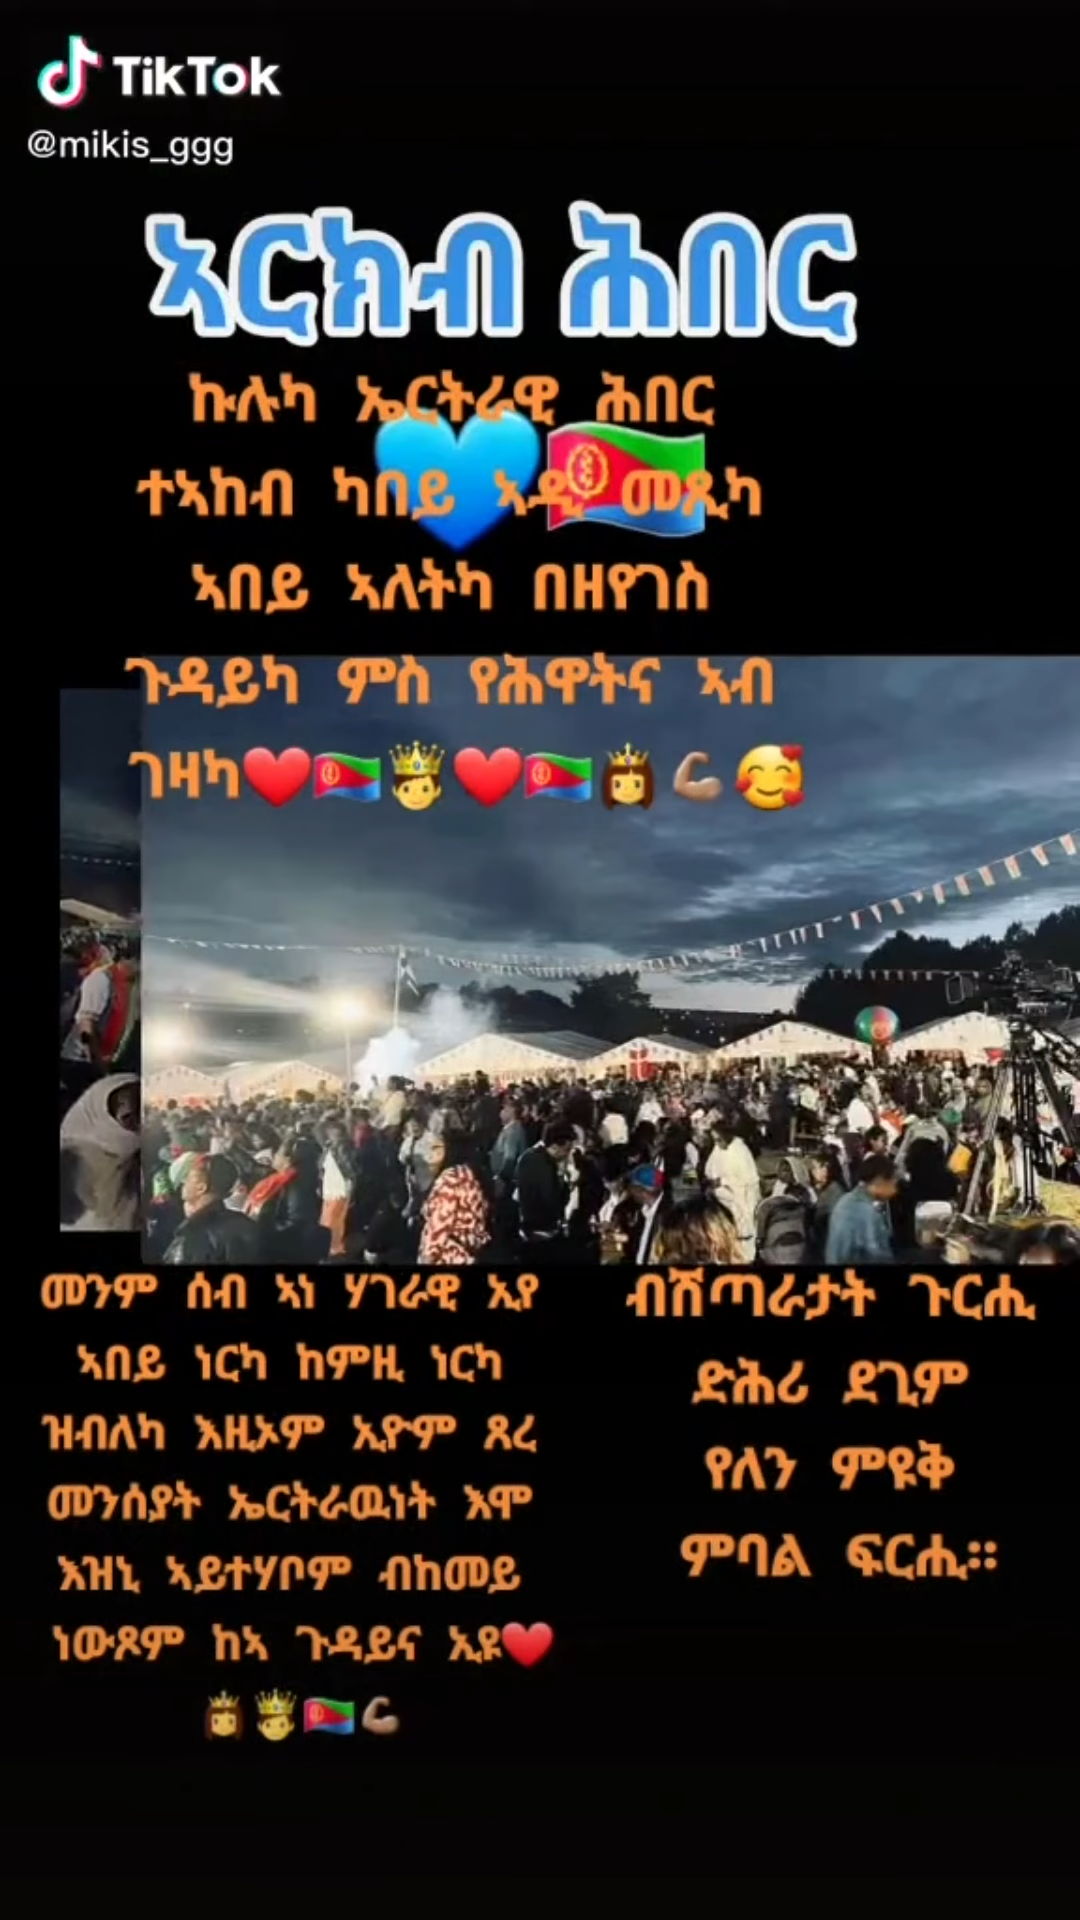 TikTok
@mikis_ggg
ኣርክብ ሕበር
ኩሉካ ኤርትራዊ ሕበር
ተኣከብ ካበይ ኣዲ መጺካ
ኣበይ ኣለትካ በዘየገስ
ጉዳይካ ምስ የሕዋትና ኣብ
ገዛካ❤️🇪🇷🤴❤️🇪🇷👸💪🏽🥰
መንም ሰብ ኣነ ሃገራዊ ኢየ
ኣበይ ነርካ ከምዚ ነርካ
ዝብለካ እዚኦም ኢዮም ጸረ
መንሰያት ኤርትራዉነት እሞ
እዝኒ ኣይተሃቦም ብከመይ
ነውጾም ከኣ ጉዳይና ኢዩ❤️
👸🤴🇪🇷💪🏽
ብሽጣራታት ጉርሒ
ድሕሪ ደጊም
የለን ምዩቅ
ምባል ፍርሒ።